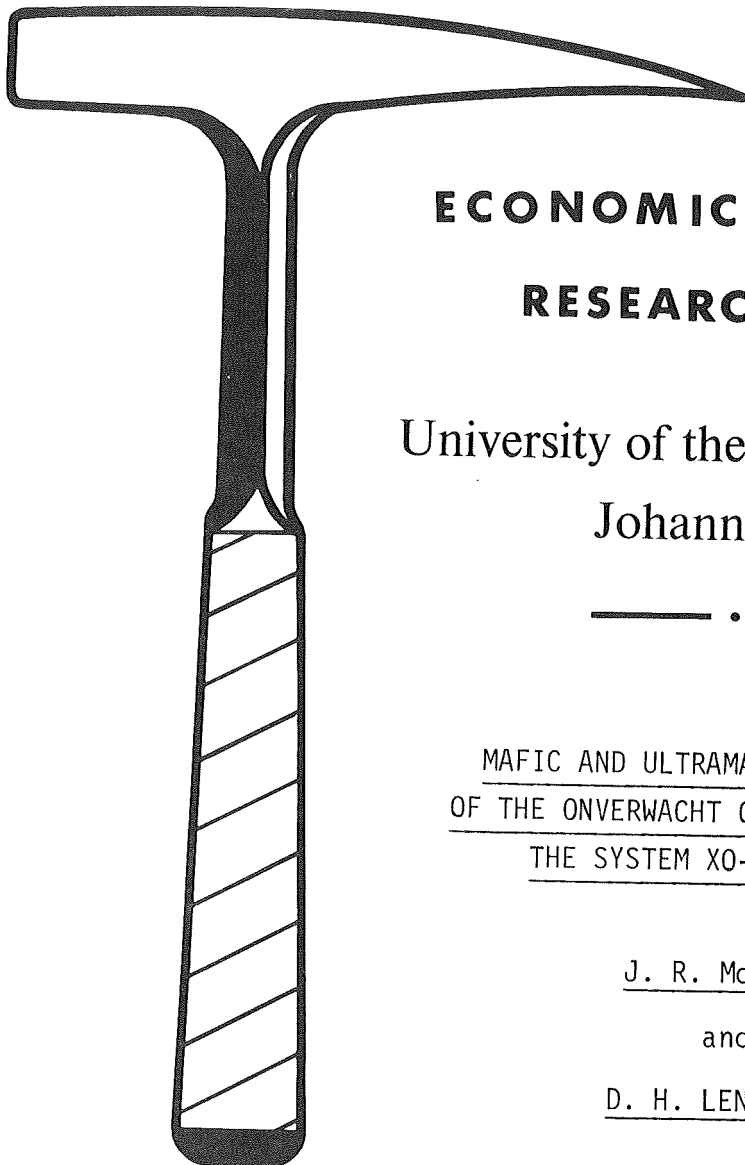 ECONOMIC
RESEARC
University of the
Johann
MAFIC AND ULTRAMA
OF THE ONVERWACHT
THE SYSTEM XO-
J. R. Mc
and
D. H. LEN